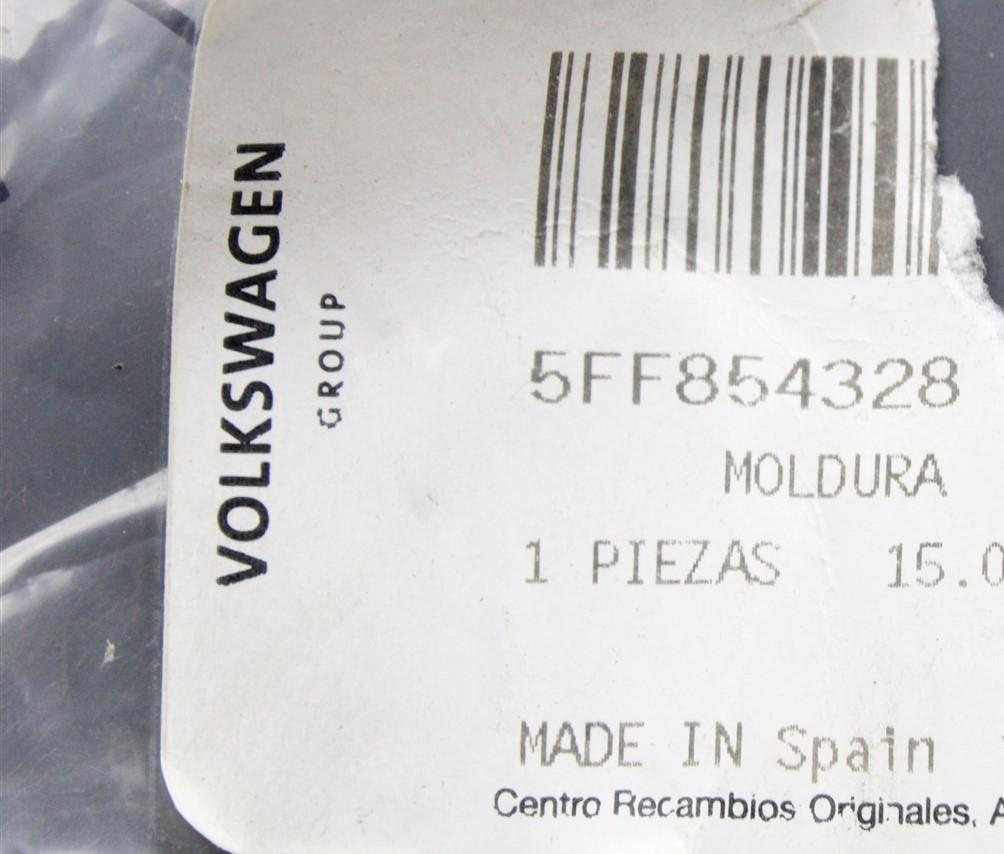 VOLKSWAGEN
GROUP
5FF854328
MOLDURA
1 PIEZAS 15.0
MADE IN Spain
Centro Recambios Originales, A